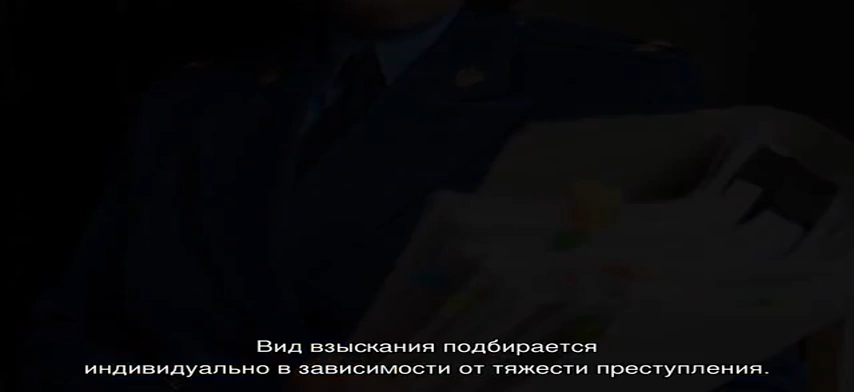 Вид взыскания подбирается
индивидуально в зависимости от тяжести преступления.